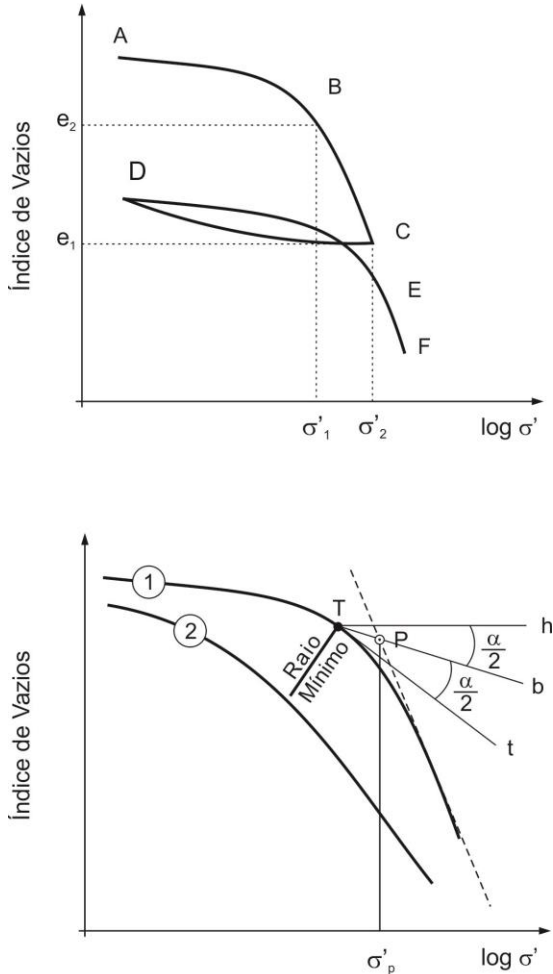 A
B
e₂
D
e₁
C
E
F
Índice de Vazios
σ'₁
σ'₂
log σ'
1
T
h
2
P
α/2
Raio
Mínimo
b
α/2
t
Índice de Vazios
σ'ₚ
log σ'